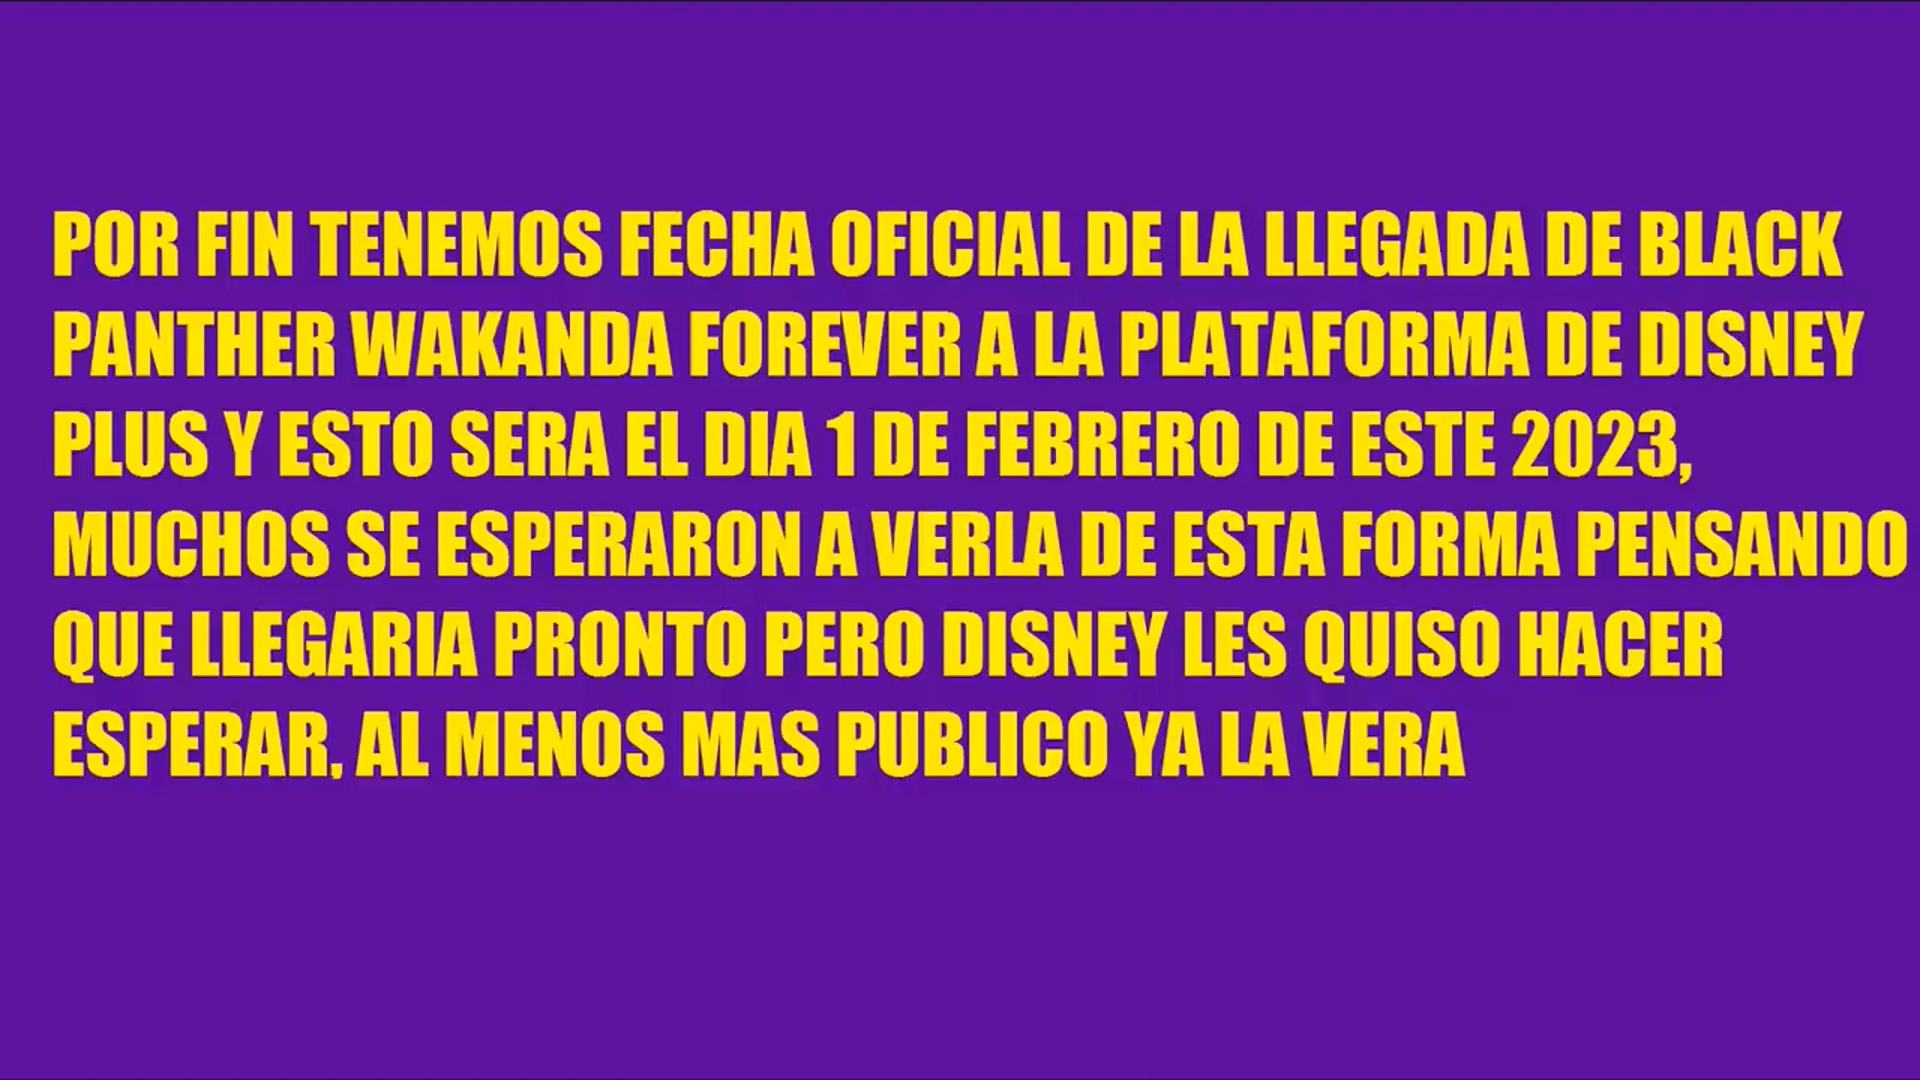 POR FIN TENEMOS FECHA OFICIAL DE LA LLEGADA DE BLACK
PANTHER WAKANDA FOREVER A LA PLATAFORMA DE DISNEY
PLUS Y ESTO SERA EL DIA 1 DE FEBRERO DE ESTE 2023,
MUCHOS SE ESPERARON A VERLA DE ESTA FORMA PENSANDO
QUE LLEGARIA PRONTO PERO DISNEY LES QUISO HACER
ESPERAR, AL MENOS MAS PUBLICO YA LA VERA